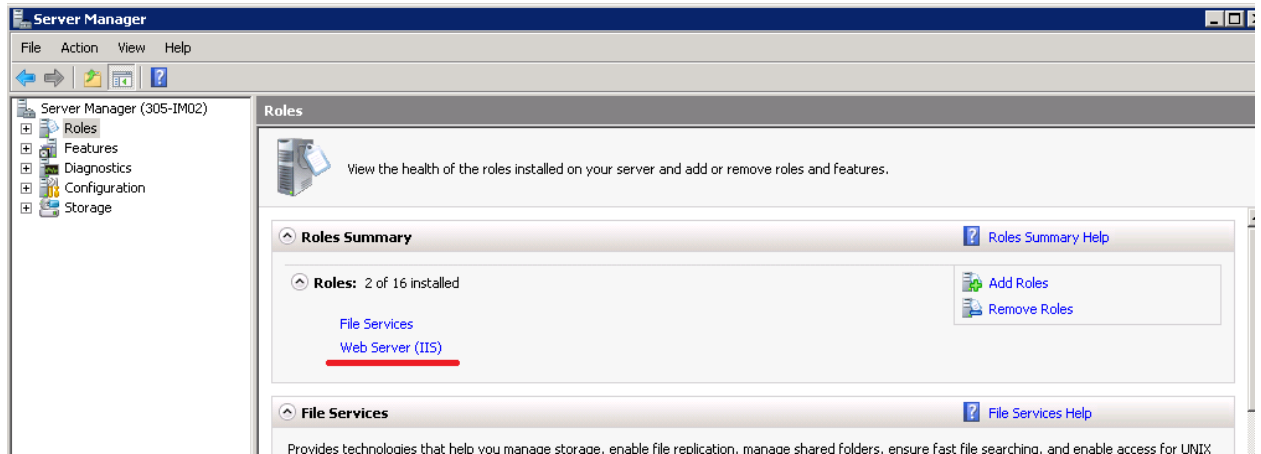 Server Manager
File Action View Help
Server Manager (305-IM02)
Roles
Features
Diagnostics
Configuration
Storage
Roles
View the health of the roles installed on your server and add or remove roles and features.
Roles Summary
Roles Summary Help
Roles: 2 of 16 installed
Add Roles
Remove Roles
File Services
Web Server (IIS)
File Services
File Services Help
Provides technologies that help you manage storage, enable file replication, manage shared folders, ensure fast file searching, and enable access for UNIX